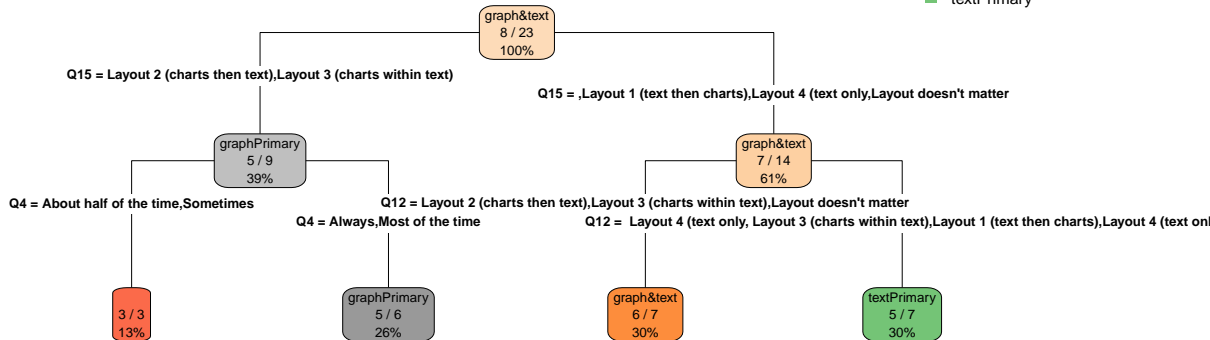 textPrimary
graph&text
8 / 23
100%
Q15 = Layout 2 (charts then text),Layout 3 (charts within text)
Q15 = ,Layout 1 (text then charts),Layout 4 (text only,Layout doesn't matter
graphPrimary
5 / 9
39%
graph&text
7 / 14
61%
Q4 = About half of the time,Sometimes
Q4 = Always,Most of the time
Q12 = Layout 2 (charts then text),Layout 3 (charts within text),Layout doesn't matter
Q12 =  Layout 4 (text only, Layout 3 (charts within text),Layout 1 (text then charts),Layout 4 (text onl
3 / 3
13%
graphPrimary
5 / 6
26%
graph&text
6 / 7
30%
textPrimary
5 / 7
30%